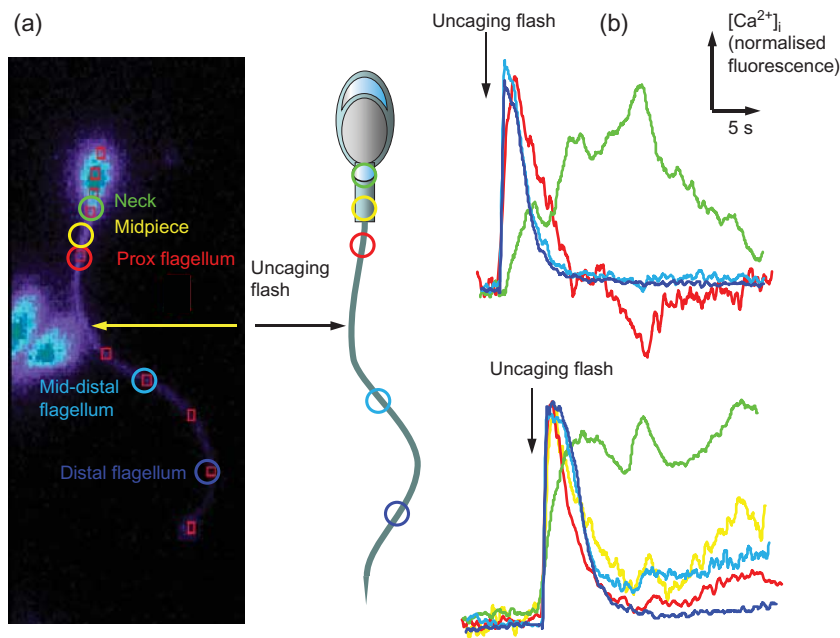 (a)
Neck
Midpiece
Prox flagellum
Mid-distal
flagellum
Distal flagellum
Uncaging
flash
(b)
Uncaging flash
[Ca²⁺]ᵢ
(normalised
fluorescence)
5 s
Uncaging flash